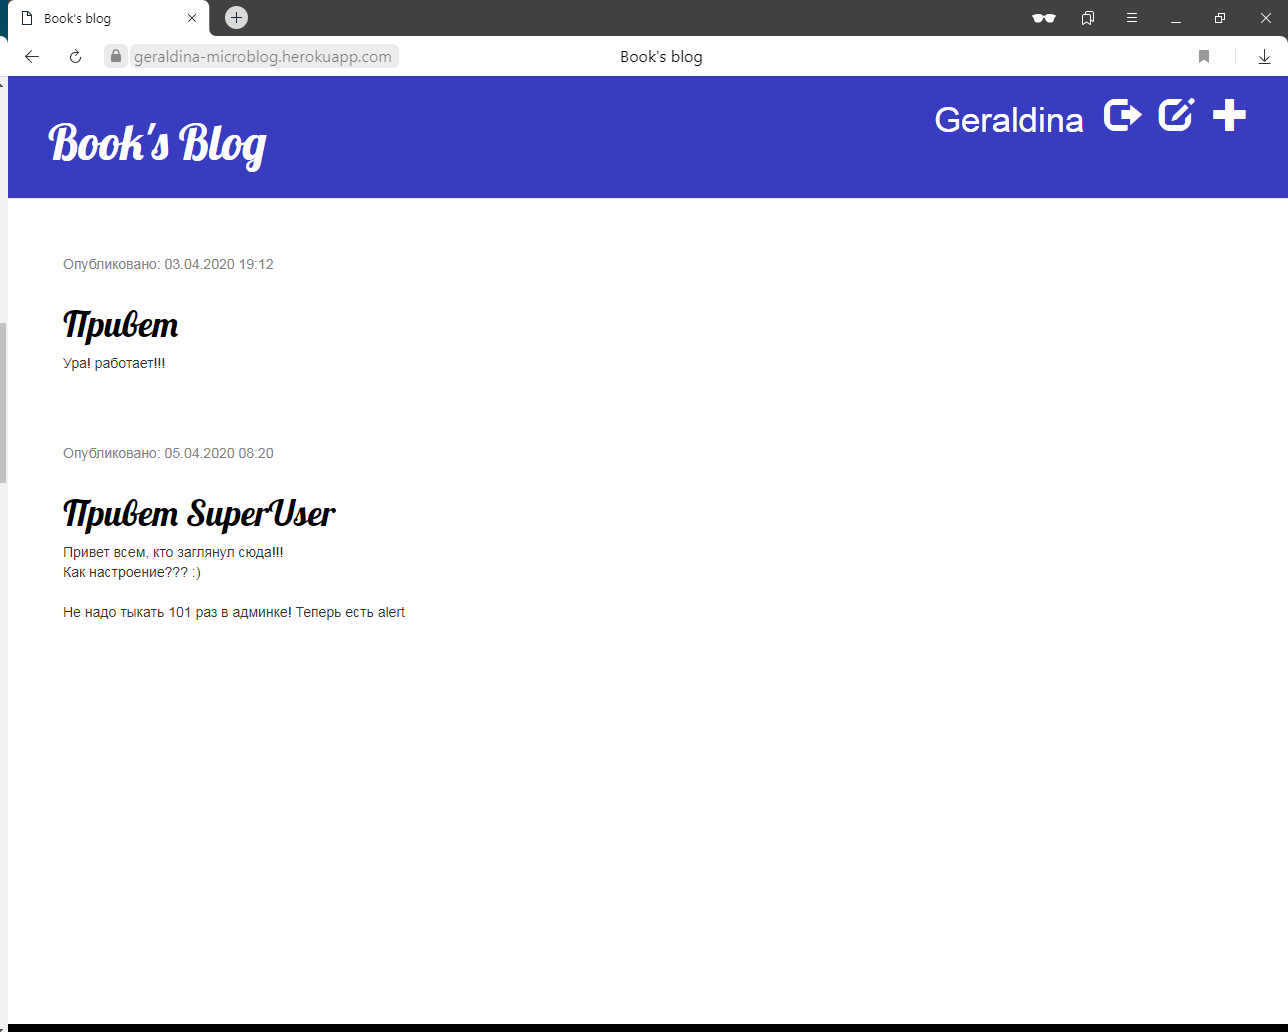 Book's blog
geraldina-microblog.herokuapp.com
Book's blog
Book's Blog
Geraldina
Опубликовано: 03.04.2020 19:12
Привет
Ура! работает!!!
Опубликовано: 05.04.2020 08:20
Привет SuperUser
Привет всем, кто заглянул сюда!!!
Как настроение??? :)
Не надо тыкать 101 раз в админке! Теперь есть alert